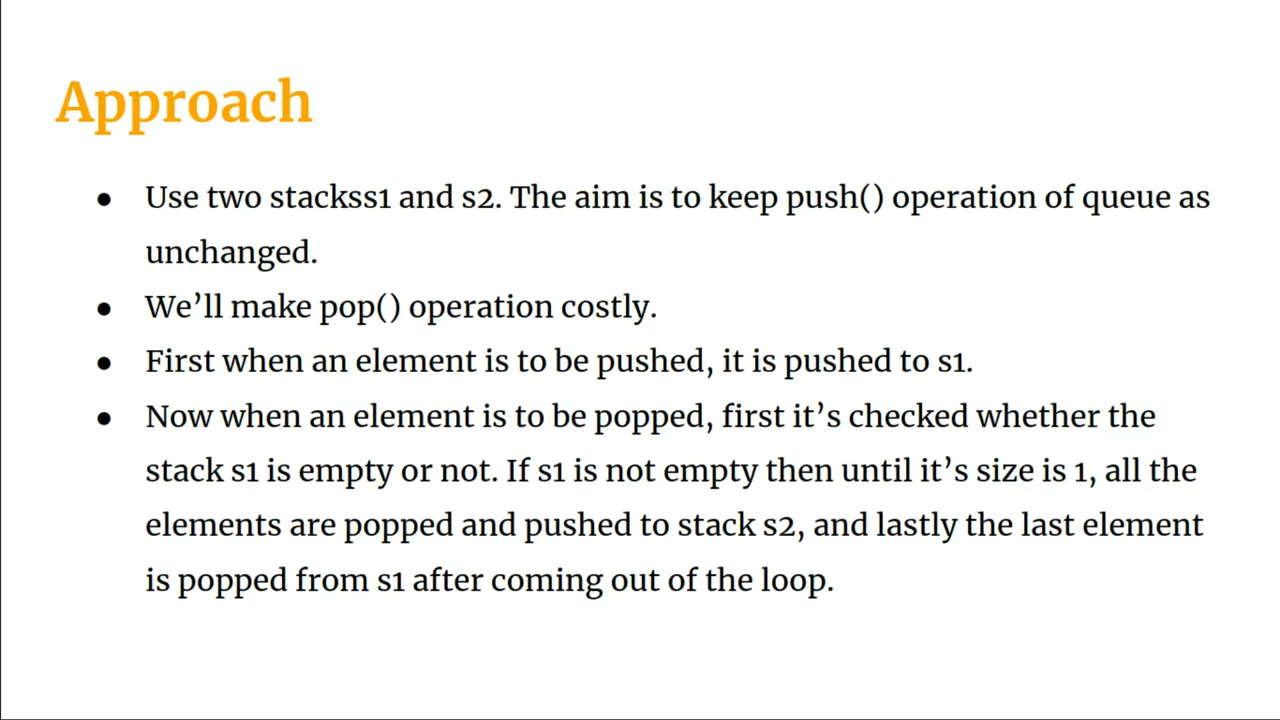 Approach
● Use two stackss1 and s2. The aim is to keep push() operation of queue as
unchanged.
● We’ll make pop() operation costly.
● First when an element is to be pushed, it is pushed to s1.
● Now when an element is to be popped, first it’s checked whether the
stack s1 is empty or not. If s1 is not empty then until it’s size is 1, all the
elements are popped and pushed to stack s2, and lastly the last element
is popped from s1 after coming out of the loop.